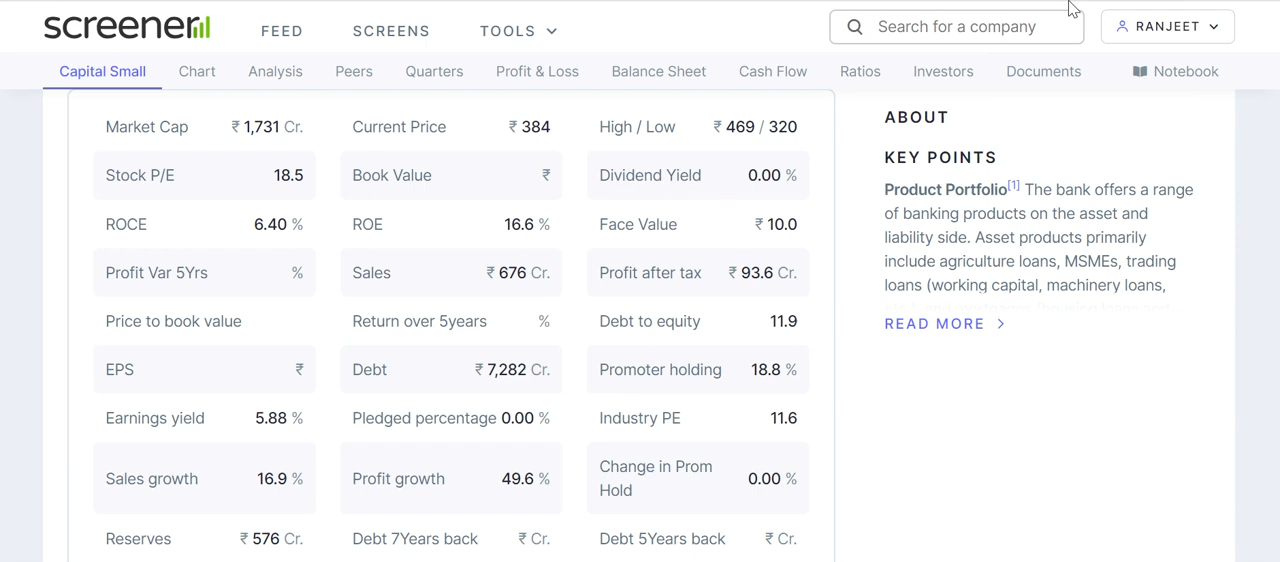 screener
FEED SCREENS TOOLS
Search for a company
RANJEET
Capital Small Chart Analysis Peers Quarters Profit & Loss Balance Sheet Cash Flow Ratios Investors Documents Notebook
Market Cap ₹ 1,731 Cr. Current Price ₹ 384 High / Low ₹ 469 / 320
Stock P/E 18.5 Book Value ₹ Dividend Yield 0.00 %
ROCE 6.40 % ROE 16.6 % Face Value ₹ 10.0
Profit Var 5Yrs % Sales ₹ 676 Cr. Profit after tax ₹ 93.6 Cr.
Price to book value Return over 5years % Debt to equity 11.9
EPS ₹ Debt ₹ 7,282 Cr. Promoter holding 18.8 %
Earnings yield 5.88 % Pledged percentage 0.00 % Industry PE 11.6
Sales growth 16.9 % Profit growth 49.6 % Change in Prom Hold 0.00 %
Reserves ₹ 576 Cr. Debt 7Years back ₹ Cr. Debt 5Years back ₹ Cr.
ABOUT
KEY POINTS
Product Portfolio[1] The bank offers a range
of banking products on the asset and
liability side. Asset products primarily
include agriculture loans, MSMEs, trading
loans (working capital, machinery loans,
READ MORE